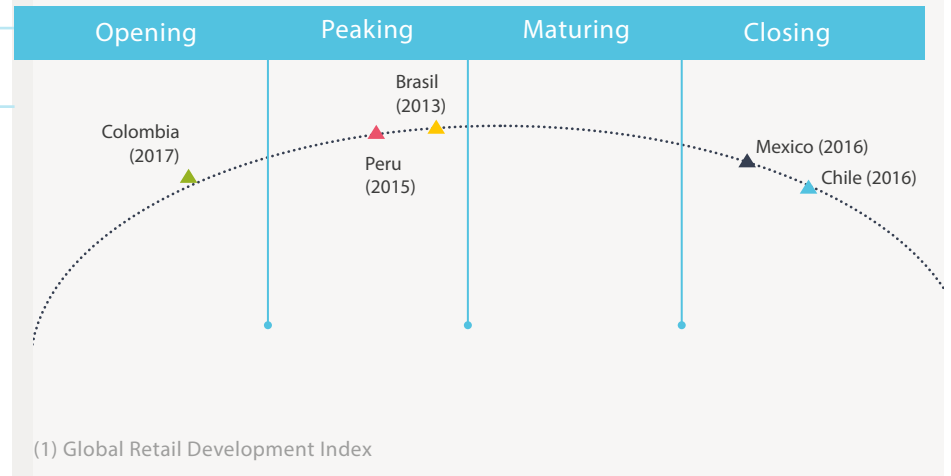 Opening
Peaking
Maturing
Closing
Brasil
(2013)
Colombia
(2017)
Peru
(2015)
Mexico (2016)
Chile (2016)
(1) Global Retail Development Index